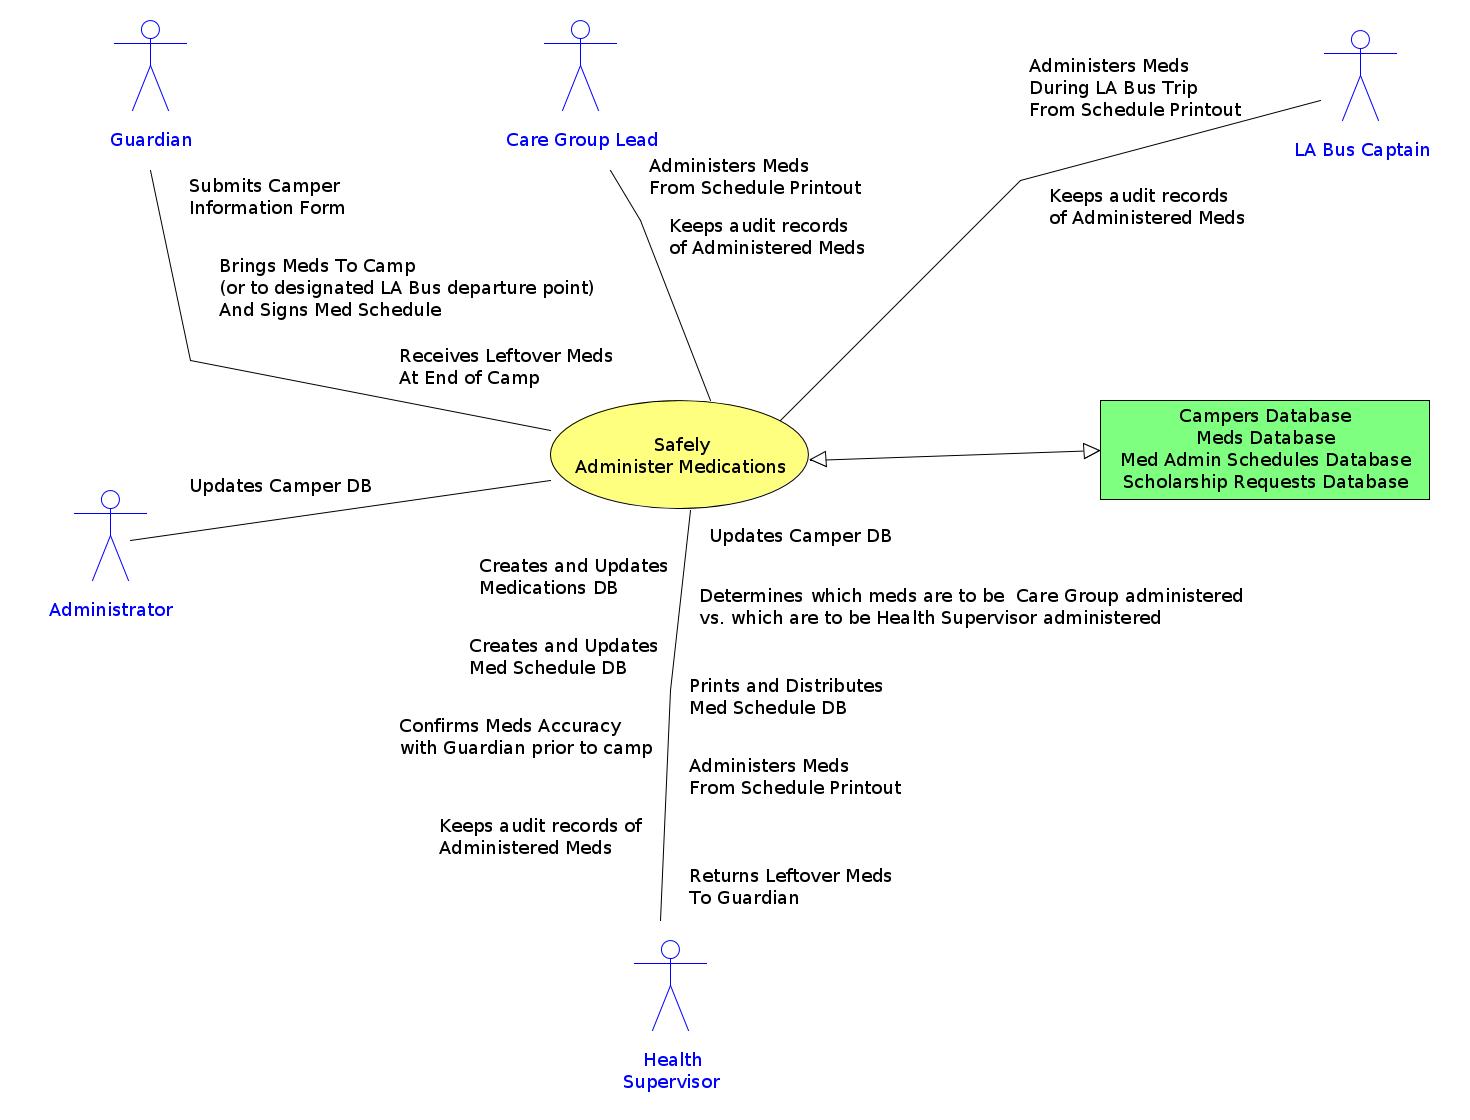 Guardian
Care Group Lead
LA Bus Captain
Administers Meds
During LA Bus Trip
From Schedule Printout
Administers Meds
From Schedule Printout
Submits Camper
Information Form
Keeps audit records
of Administered Meds
Keeps audit records
of Administered Meds
Brings Meds To Camp
(or to designated LA Bus departure point)
And Signs Med Schedule
Receives Leftover Meds
At End of Camp
Safely
Administer Medications
Campers Database
Meds Database
Med Admin Schedules Database
Scholarship Requests Database
Updates Camper DB
Administrator
Updates Camper DB
Creates and Updates
Medications DB
Determines which meds are to be  Care Group administered
vs. which are to be Health Supervisor administered
Creates and Updates
Med Schedule DB
Prints and Distributes
Med Schedule DB
Confirms Meds Accuracy
with Guardian prior to camp
Administers Meds
From Schedule Printout
Keeps audit records of
Administered Meds
Returns Leftover Meds
To Guardian
Health
Supervisor